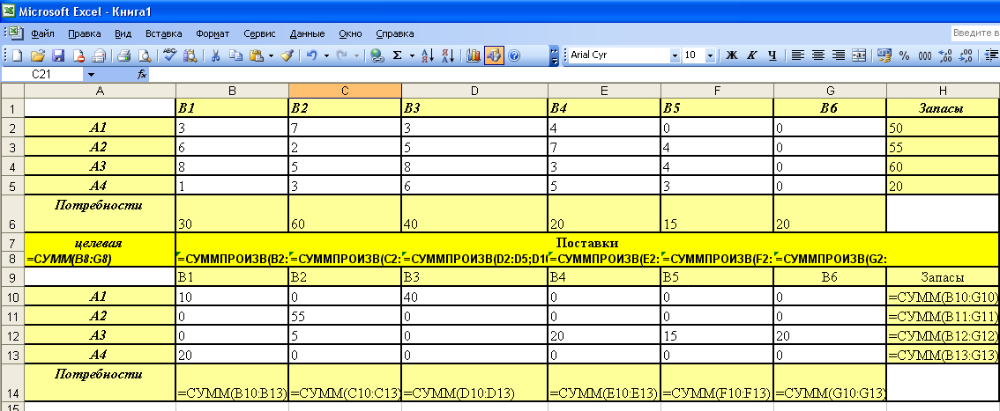 Microsoft Excel - Книга1
Файл Правка Вид Вставка Формат Сервис Данные Окно Справка Введите в
Arial Cyr 10 Ж К Ч % 000
C21 fx
A B C D E F G H
1 B1 B2 B3 B4 B5 B6 Запасы
2 A1 3 7 3 4 0 0 50
3 A2 6 2 5 7 4 0 55
4 A3 8 5 8 3 4 0 60
5 A4 1 3 6 5 3 0 20
Потребности
6 30 60 40 20 15 20
7 целевая Поставки
8 =СУММ(B8:G8) =СУММПРОИЗВ(B2: =СУММПРОИЗВ(C2: =СУММПРОИЗВ(D2:D5;D10 =СУММПРОИЗВ(E2: =СУММПРОИЗВ(F2: =СУММПРОИЗВ(G2:
9 B1 B2 B3 B4 B5 B6 Запасы
10 A1 10 0 40 0 0 0 =СУММ(B10:G10)
11 A2 0 55 0 0 0 0 =СУММ(B11:G11)
12 A3 0 5 0 20 15 20 =СУММ(B12:G12)
13 A4 20 0 0 0 0 0 =СУММ(B13:G13)
Потребности
14 =СУММ(B10:B13) =СУММ(C10:C13) =СУММ(D10:D13) =СУММ(E10:E13) =СУММ(F10:F13) =СУММ(G10:G13)
15